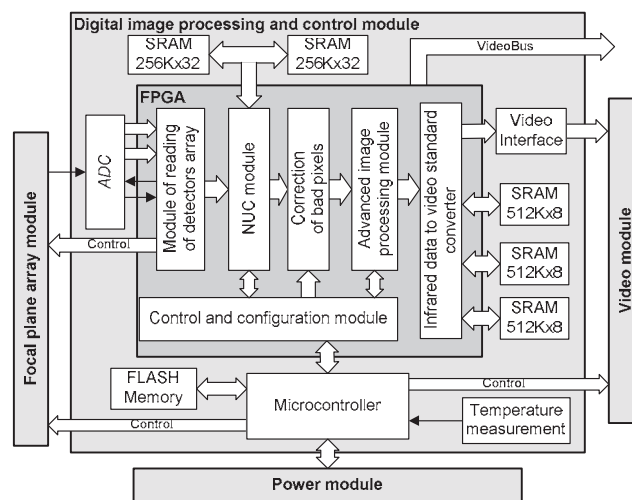 Digital image processing and control module
SRAM
256Kx32
SRAM
256Kx32
VideoBus
FPGA
ADC
Module of reading
of detectors array
NUC module
Correction
of bad pixels
Advanced image
processing module
Infrared data to video standard
converter
Video
Interface
SRAM
512Kx8
SRAM
512Kx8
SRAM
512Kx8
Control
Control and configuration module
Focal plane array module
Video module
FLASH
Memory
Microcontroller
Control
Control
Temperature
measurement
Power module